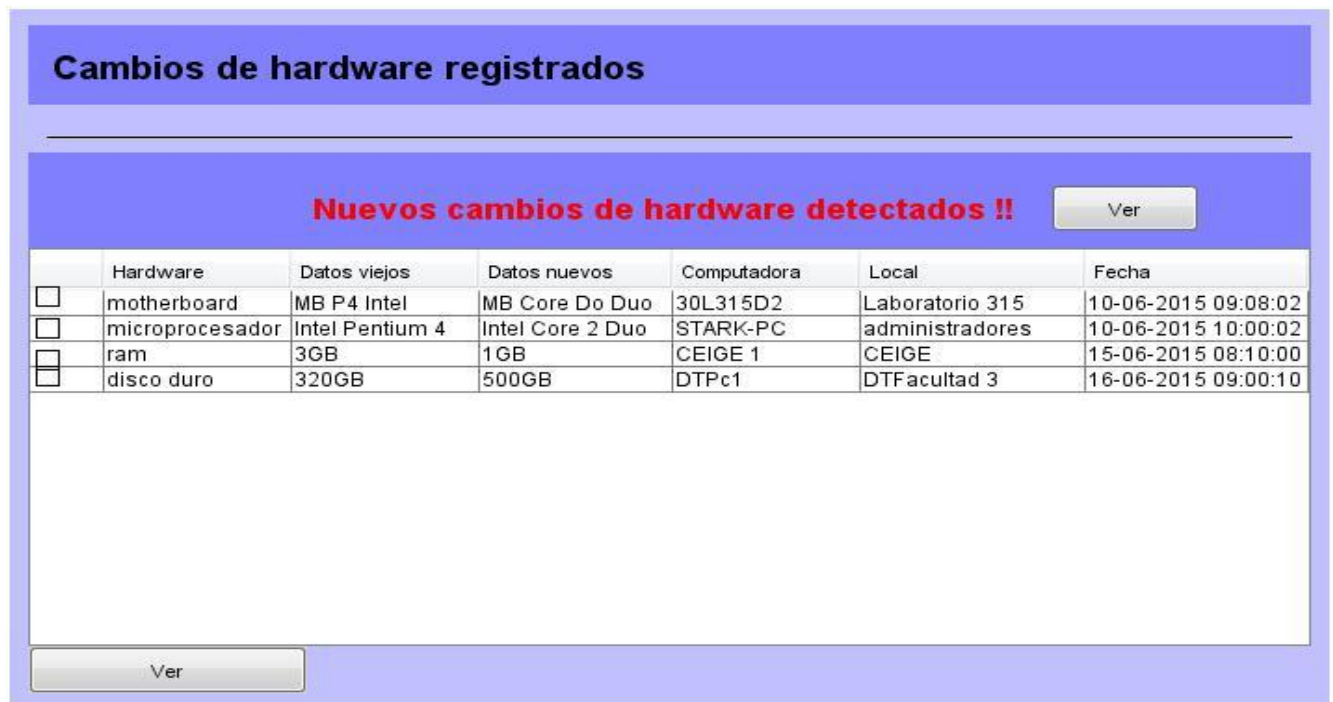 Cambios de hardware registrados
Nuevos cambios de hardware detectados !! Ver
Hardware Datos viejos Datos nuevos Computadora Local Fecha
motherboard MB P4 Intel MB Core Do Duo 30L315D2 Laboratorio 315 10-06-2015 09:08:02
microprocesador Intel Pentium 4 Intel Core 2 Duo STARK-PC administradores 10-06-2015 10:00:02
ram 3GB 1GB CEIGE 1 CEIGE 15-06-2015 08:10:00
disco duro 320GB 500GB DTPc1 DTFacultad 3 16-06-2015 09:00:10
Ver